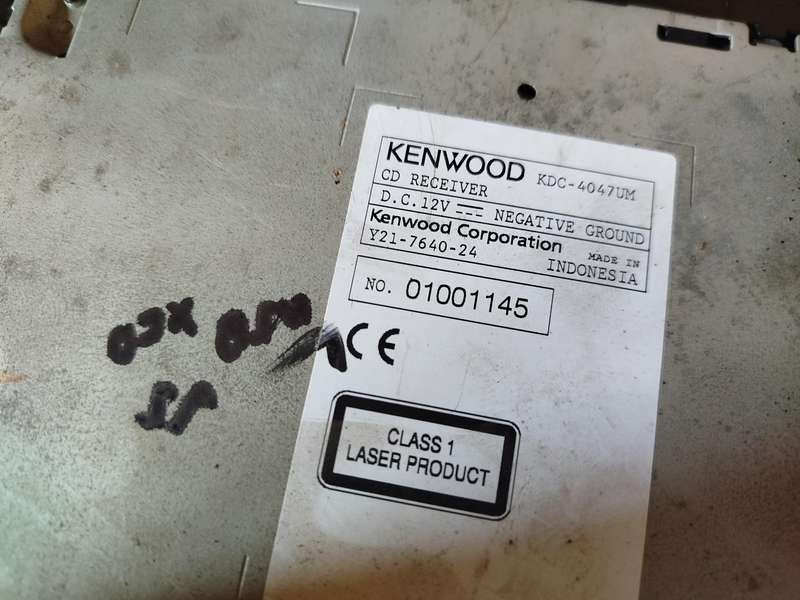 KENWOOD KDC-4047UM
CD RECEIVER
D.C.12V NEGATIVE GROUND
Kenwood Corporation
Y21-7640-24 MADE IN INDONESIA
NO. 01001145
CE
CLASS 1
LASER PRODUCT